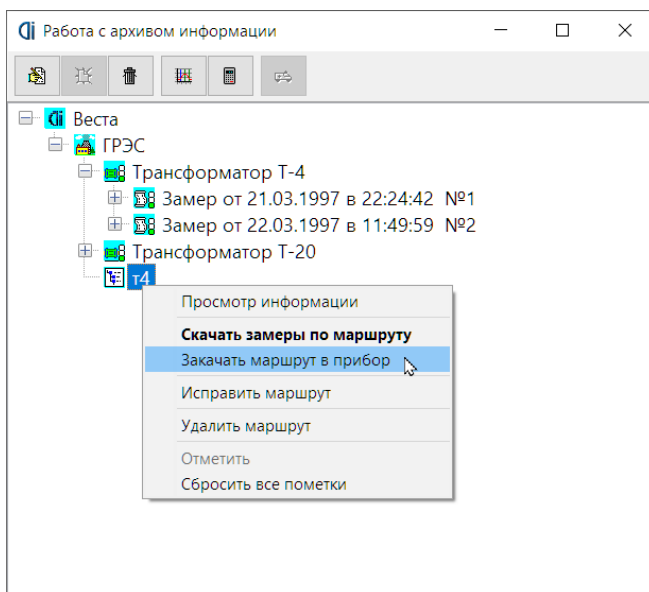 Работа с архивом информации
Веста
ГРЭС
Трансформатор Т-4
Замер от 21.03.1997 в 22:24:42 №1
Замер от 22.03.1997 в 11:49:59 №2
Трансформатор Т-20
т4
Просмотр информации
Скачать замеры по маршруту
Закачать маршрут в прибор
Исправить маршрут
Удалить маршрут
Отметить
Сбросить все пометки